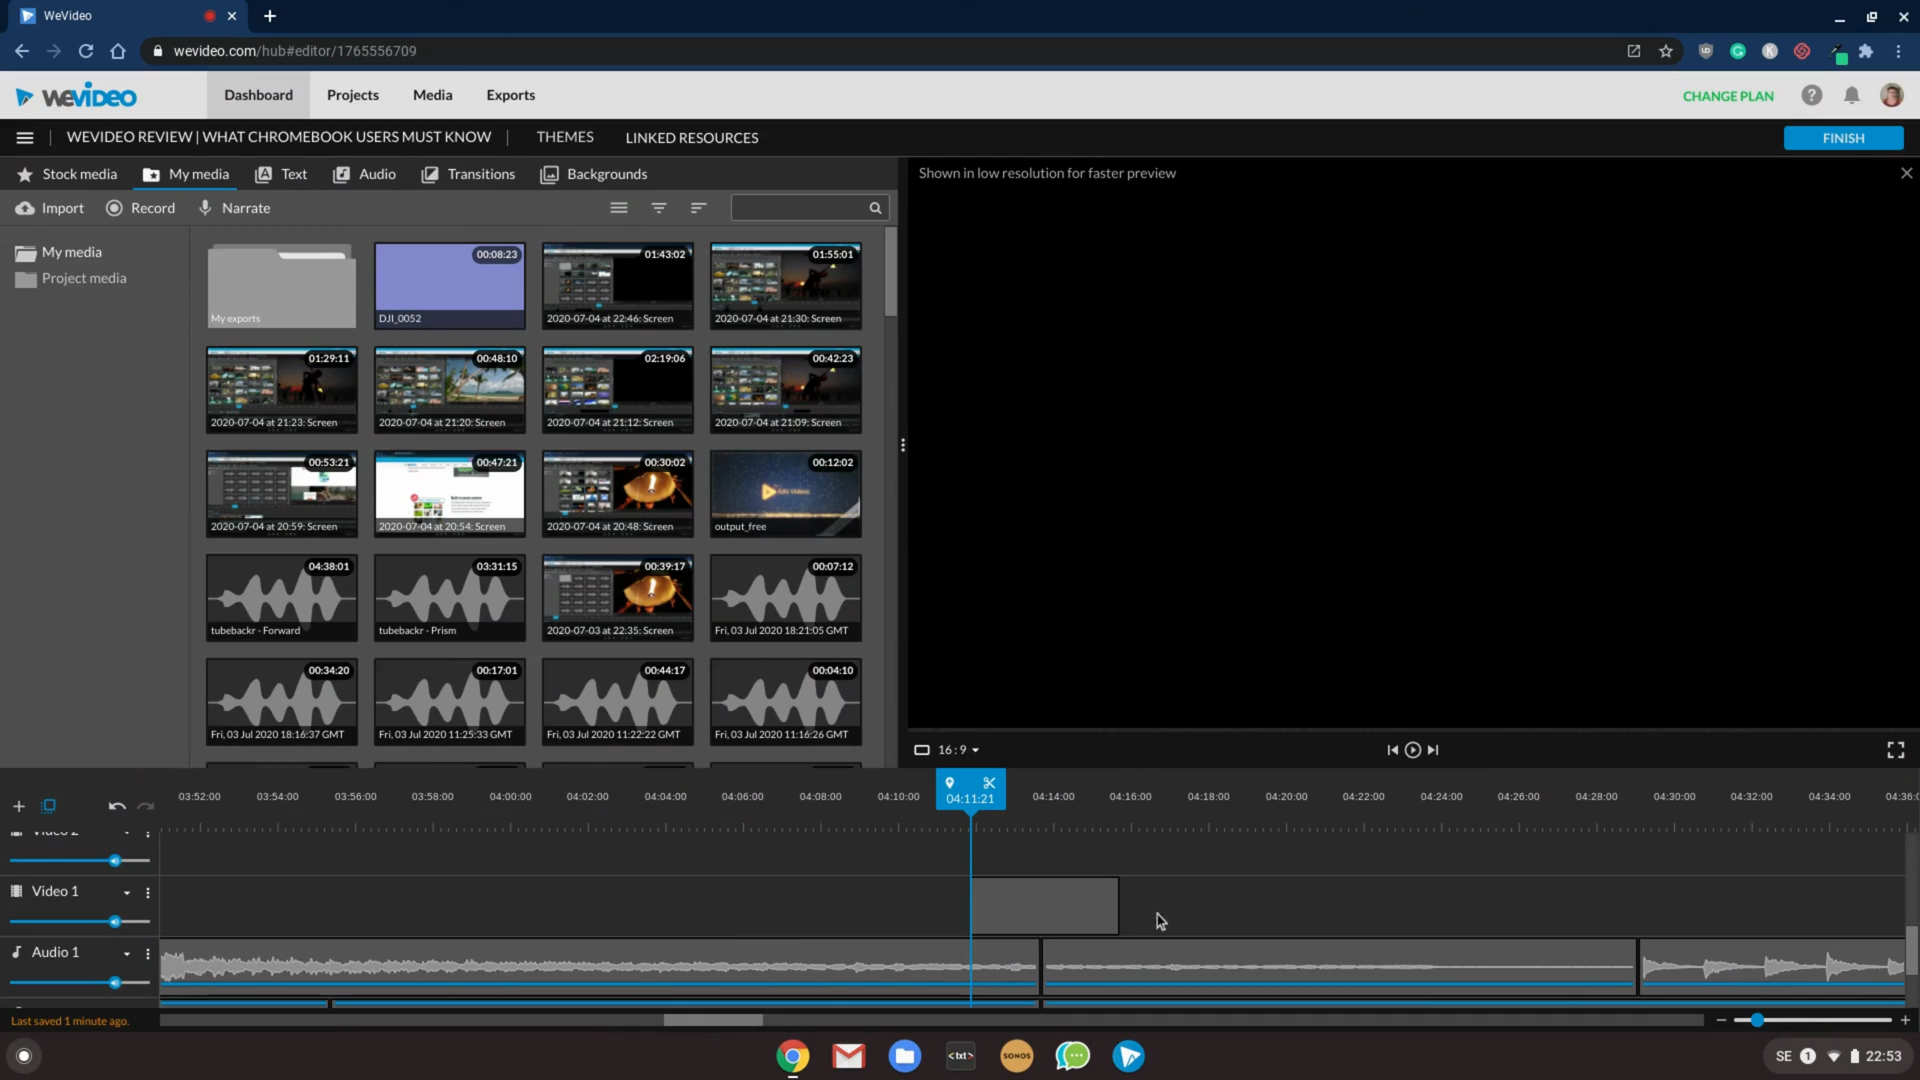 WeVideo
wevideo.com/hub#editor/1765556709
WEVIDEO
Dashboard
Projects
Media
Exports
CHANGE PLAN
WEVIDEO REVIEW | WHAT CHROMEBOOK USERS MUST KNOW
THEMES
LINKED RESOURCES
FINISH
Stock media
My media
Text
Audio
Transitions
Backgrounds
Shown in low resolution for faster preview
Import
Record
Narrate
My media
Project media
My exports
00:08:23
DJI_0052
01:43:02
2020-07-04 at 22:46: Screen
01:55:01
2020-07-04 at 21:30: Screen
01:29:11
2020-07-04 at 21:23: Screen
00:48:10
2020-07-04 at 21:20: Screen
02:19:06
2020-07-04 at 21:12: Screen
00:42:23
2020-07-04 at 21:09: Screen
00:53:21
2020-07-04 at 20:59: Screen
00:47:21
2020-07-04 at 20:54: Screen
00:30:02
2020-07-04 at 20:48: Screen
00:12:02
output_free
04:38:01
tubebackr - Forward
03:31:15
tubebackr - Prism
00:39:17
2020-07-03 at 22:35: Screen
00:07:12
Fri, 03 Jul 2020 18:21:05 GMT
00:34:20
Fri, 03 Jul 2020 18:16:37 GMT
00:17:01
Fri, 03 Jul 2020 11:25:33 GMT
00:44:17
Fri, 03 Jul 2020 11:22:22 GMT
00:04:10
Fri, 03 Jul 2020 11:16:26 GMT
16:9
03:52:00 03:54:00 03:56:00 03:58:00 04:00:00 04:02:00 04:04:00 04:06:00 04:08:00 04:10:00 04:11:21 04:14:00 04:16:00 04:18:00 04:20:00 04:22:00 04:24:00 04:26:00 04:28:00 04:30:00 04:32:00 04:34:00
Video 2
Video 1
Audio 1
Last saved 1 minute ago.
<txt>
SONOS
SE 1 22:53